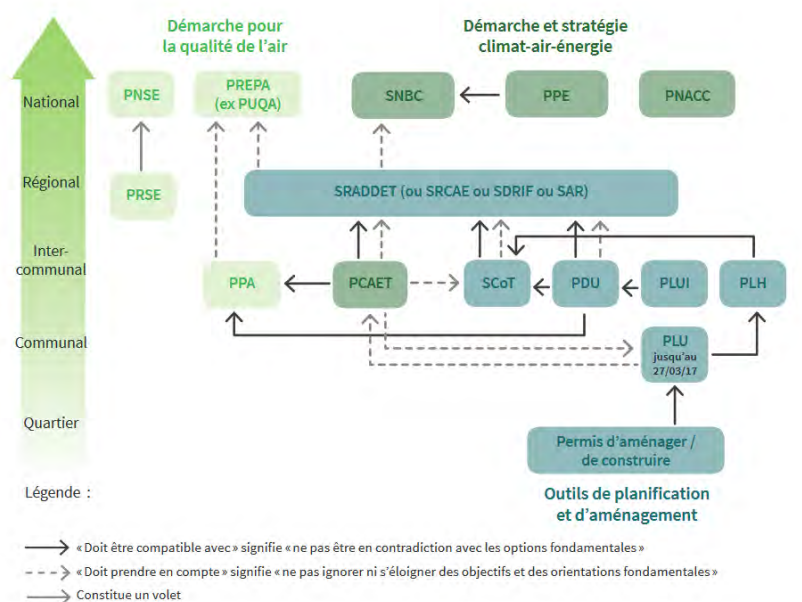 Démarche pour
la qualité de l'air
Démarche et stratégie
climat-air-énergie
National
PNSE
PREPA
(ex PUQA)
SNBC
PPE
PNACC
Régional
PRSE
SRADDET (ou SRCAE ou SDRIF ou SAR)
Inter-
communal
PPA
PCAET
SCoT
PDU
PLUI
PLH
Communal
PLU
jusqu'au
27/03/17
Quartier
Permis d'aménager /
de construire
Légende :
Outils de planification
et d'aménagement
« Doit être compatible avec » signifie « ne pas être en contradiction avec les options fondamentales »
« Doit prendre en compte » signifie « ne pas ignorer ni s'éloigner des objectifs et des orientations fondamentales »
Constitue un volet